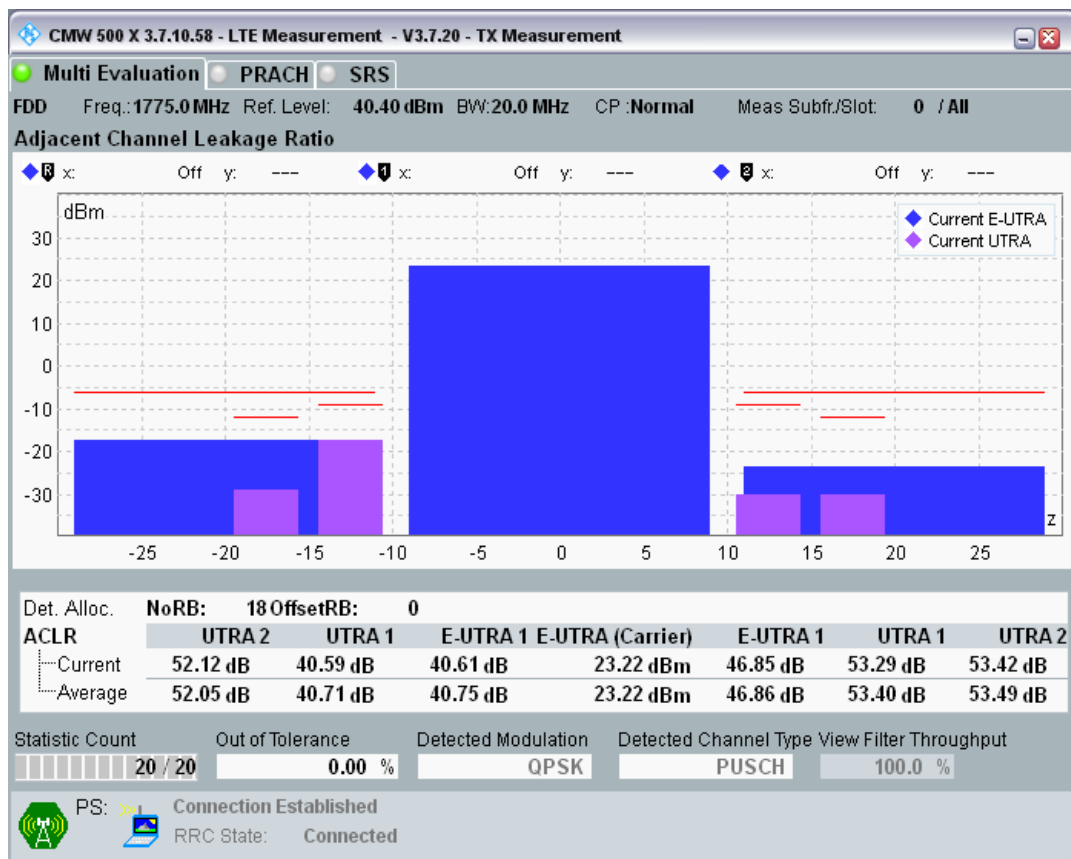 CMW 500 X 3.7.10.58 - LTE Measurement - V3.7.20 - TX Measurement
Multi Evaluation PRACH SRS
FDD Freq.:1775.0 MHz Ref. Level: 40.40 dBm BW:20.0 MHz CP :Normal Meas Subfr./Slot: 0 / All
Adjacent Channel Leakage Ratio
R x: Off y: --- 1 x: Off y: --- 2 x: Off y: ---
dBm
Current E-UTRA
Current UTRA
30
20
10
0
-10
-20
-30
z
-25 -20 -15 -10 -5 0 5 10 15 20 25
Det. Alloc. NoRB: 18 OffsetRB: 0
ACLR UTRA 2 UTRA 1 E-UTRA 1 E-UTRA (Carrier) E-UTRA 1 UTRA 1 UTRA 2
Current 52.12 dB 40.59 dB 40.61 dB 23.22 dBm 46.85 dB 53.29 dB 53.42 dB
Average 52.05 dB 40.71 dB 40.75 dB 23.22 dBm 46.86 dB 53.40 dB 53.49 dB
Statistic Count Out of Tolerance Detected Modulation Detected Channel Type View Filter Throughput
20 / 20 0.00 % QPSK PUSCH 100.0 %
PS: Connection Established
RRC State: Connected